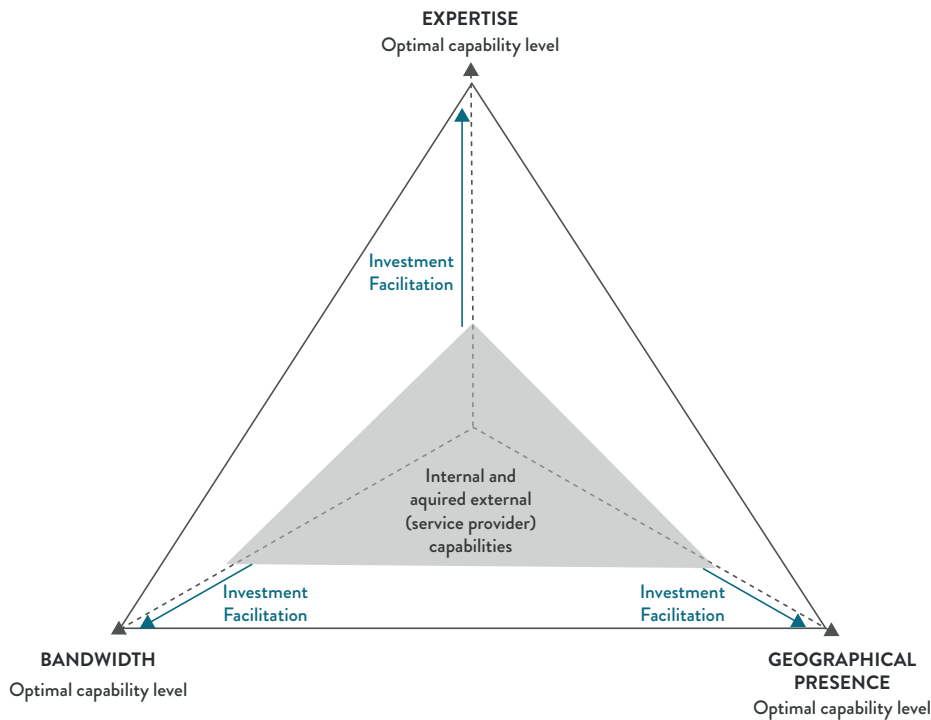 EXPERTISE
Optimal capability level
Investment
Facilitation
Internal and
aquired external
(service provider)
capabilities
Investment
Facilitation
Investment
Facilitation
BANDWIDTH
Optimal capability level
GEOGRAPHICAL
PRESENCE
Optimal capability level